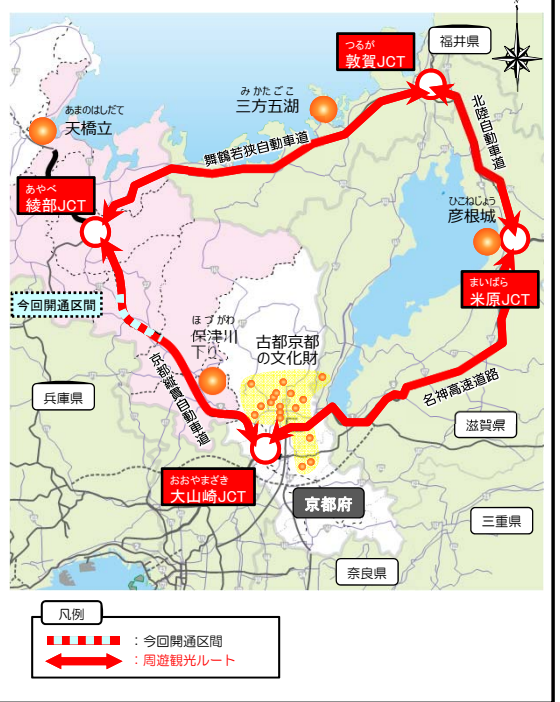 つるが
敦賀JCT
福井県
N
みかたごこ
三方五湖
あまのはしだて
天橋立
北陸自動車道
舞鶴若狭自動車道
あやべ
綾部JCT
ひこねじょう
彦根城
まいばら
米原JCT
今回開通区間
ほづがわ
保津川
下り
古都京都
の文化財
京都縦貫自動車道
名神高速道路
兵庫県
滋賀県
おおやまざき
大山崎JCT
京都府
三重県
奈良県
凡例
：今回開通区間
：周遊観光ルート